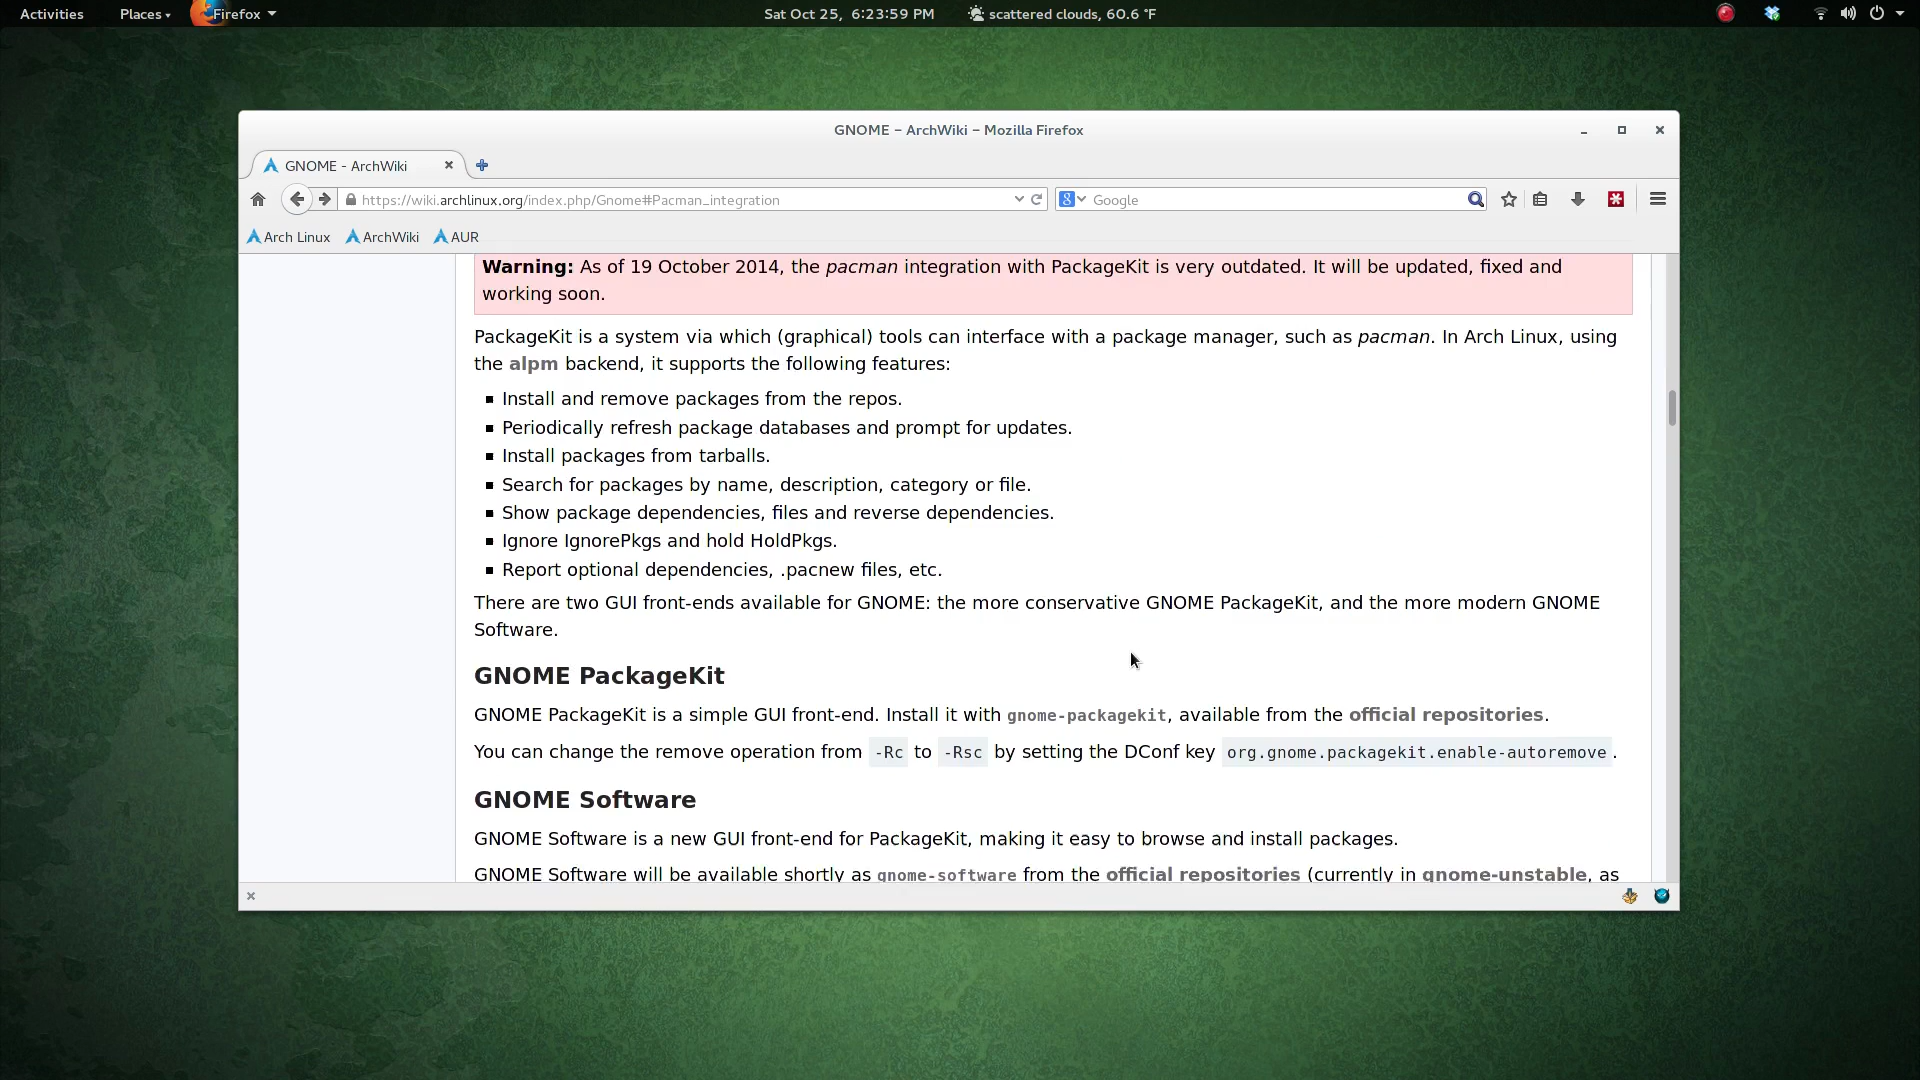 Activities Places Firefox Sat Oct 25, 6:23:59 PM scattered clouds, 60.6 °F
GNOME – ArchWiki – Mozilla Firefox
GNOME - ArchWiki
https://wiki.archlinux.org/index.php/Gnome#Pacman_integration Google
Arch Linux ArchWiki AUR
Warning: As of 19 October 2014, the pacman integration with PackageKit is very outdated. It will be updated, fixed and
working soon.
PackageKit is a system via which (graphical) tools can interface with a package manager, such as pacman. In Arch Linux, using
the alpm backend, it supports the following features:
Install and remove packages from the repos.
Periodically refresh package databases and prompt for updates.
Install packages from tarballs.
Search for packages by name, description, category or file.
Show package dependencies, files and reverse dependencies.
Ignore IgnorePkgs and hold HoldPkgs.
Report optional dependencies, .pacnew files, etc.
There are two GUI front-ends available for GNOME: the more conservative GNOME PackageKit, and the more modern GNOME
Software.
GNOME PackageKit
GNOME PackageKit is a simple GUI front-end. Install it with gnome-packagekit, available from the official repositories.
You can change the remove operation from -Rc to -Rsc by setting the DConf key org.gnome.packagekit.enable-autoremove.
GNOME Software
GNOME Software is a new GUI front-end for PackageKit, making it easy to browse and install packages.
GNOME Software will be available shortly as gnome-software from the official repositories (currently in gnome-unstable, as